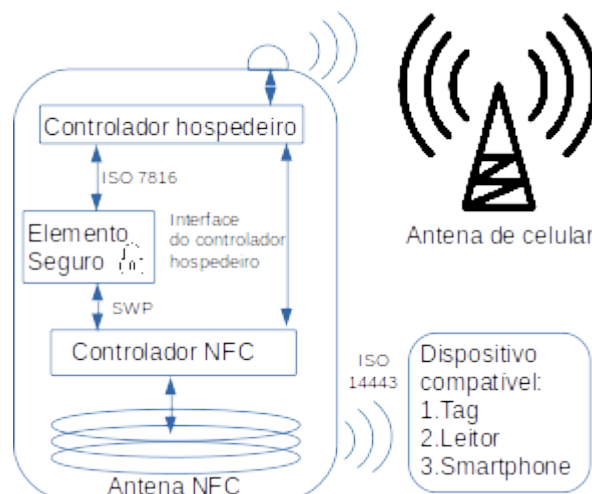 Controlador hospedeiro
ISO 7816
Elemento
Seguro
Interface
do controlador
hospedeiro
SWP
Controlador NFC
Antena NFC
Antena de celular
ISO
14443
Dispositivo
compatível:
1.Tag
2.Leitor
3.Smartphone